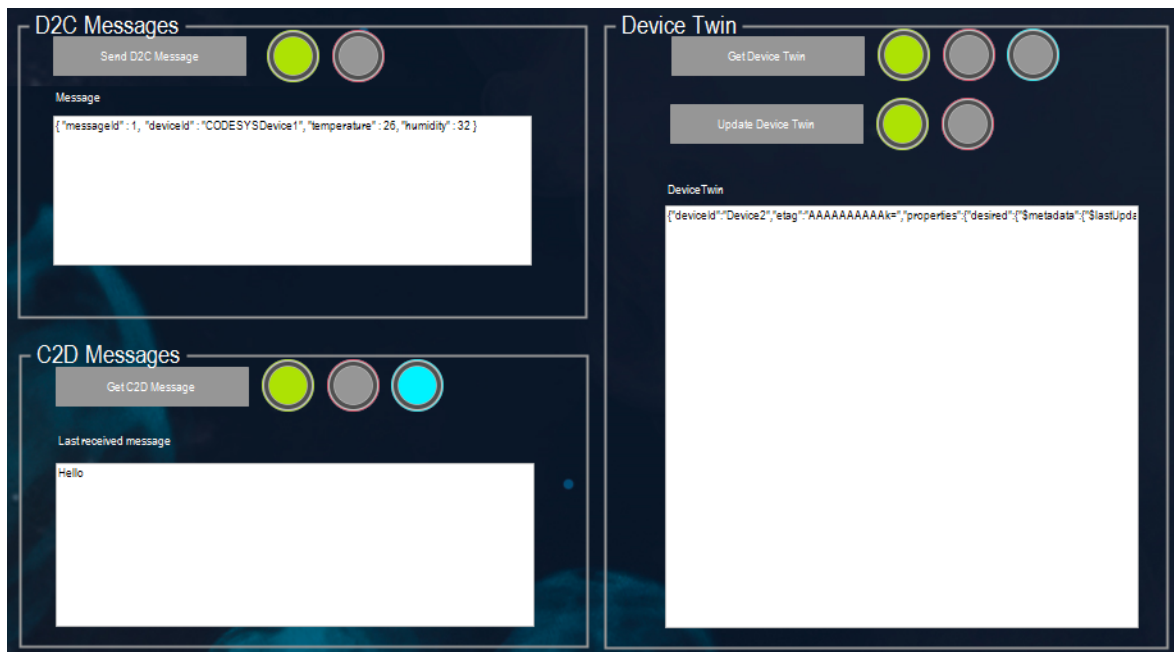 D2C Messages
Send D2C Message
Message
{ "messageId" : 1, "deviceId" : "CODESYSDevice1", "temperature" : 26, "humidity" : 32 }
C2D Messages
Get C2D Message
Last received message
Hello
Device Twin
Get Device Twin
Update Device Twin
DeviceTwin
{"deviceId":"Device2","etag":"AAAAAAAAAAk=","properties":{"desired":{"$metadata":{"$lastUpda